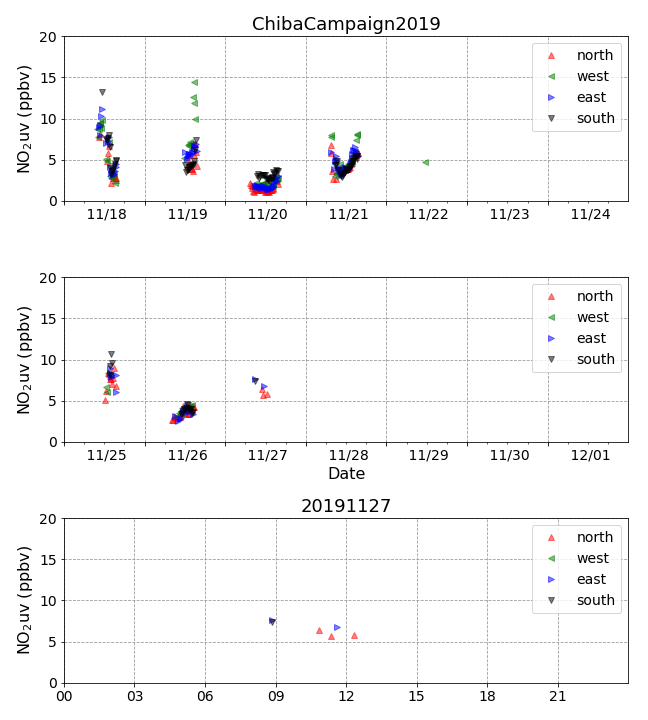 ChibaCampaign2019
20
15
10
5
0
NO₂uv (ppbv)
north
west
east
south
11/18 11/19 11/20 11/21 11/22 11/23 11/24
20
15
10
5
0
NO₂uv (ppbv)
north
west
east
south
11/25 11/26 11/27 11/28 11/29 11/30 12/01
Date
20191127
20
15
10
5
0
NO₂uv (ppbv)
north
west
east
south
00 03 06 09 12 15 18 21